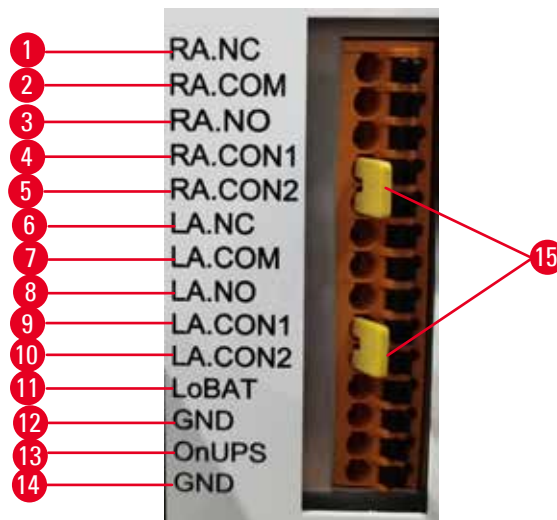 1 RA.NC
2 RA.COM
3 RA.NO
4 RA.CON1
5 RA.CON2
6 LA.NC
7 LA.COM
8 LA.NO
9 LA.CON1
10 LA.CON2
11 LoBAT
12 GND
13 OnUPS
14 GND
15